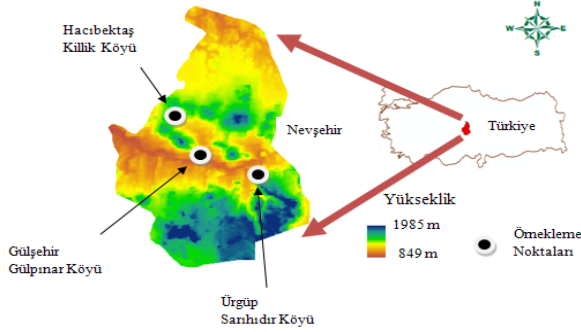 Hacıbektaş
Killik Köyü
N
W
E
S
Nevşehir
Türkiye
Yükseklik
1985 m
849 m
Örnekleme
Noktaları
Gülşehir
Gülpınar Köyü
Ürgüp
Sarıhıdır Köyü